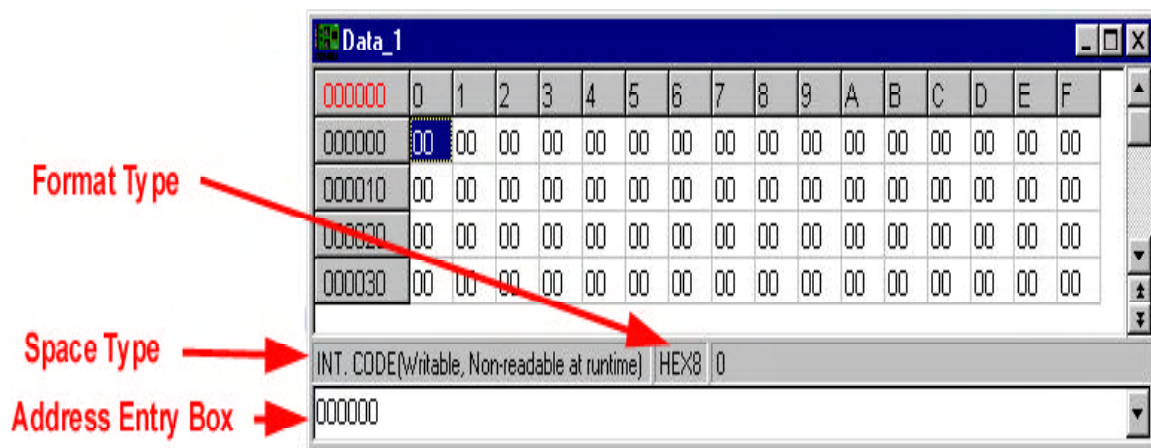 Data_1
000000 0 1 2 3 4 5 6 7 8 9 A B C D E F
000000 00 00 00 00 00 00 00 00 00 00 00 00 00 00 00 00
Format Type
000010 00 00 00 00 00 00 00 00 00 00 00 00 00 00 00 00
000020 00 00 00 00 00 00 00 00 00 00 00 00 00 00 00 00
000030 00 00 00 00 00 00 00 00 00 00 00 00 00 00 00 00
Space Type
INT. CODE(Writable, Non-readable at runtime) HEX8 0
Address Entry Box
000000